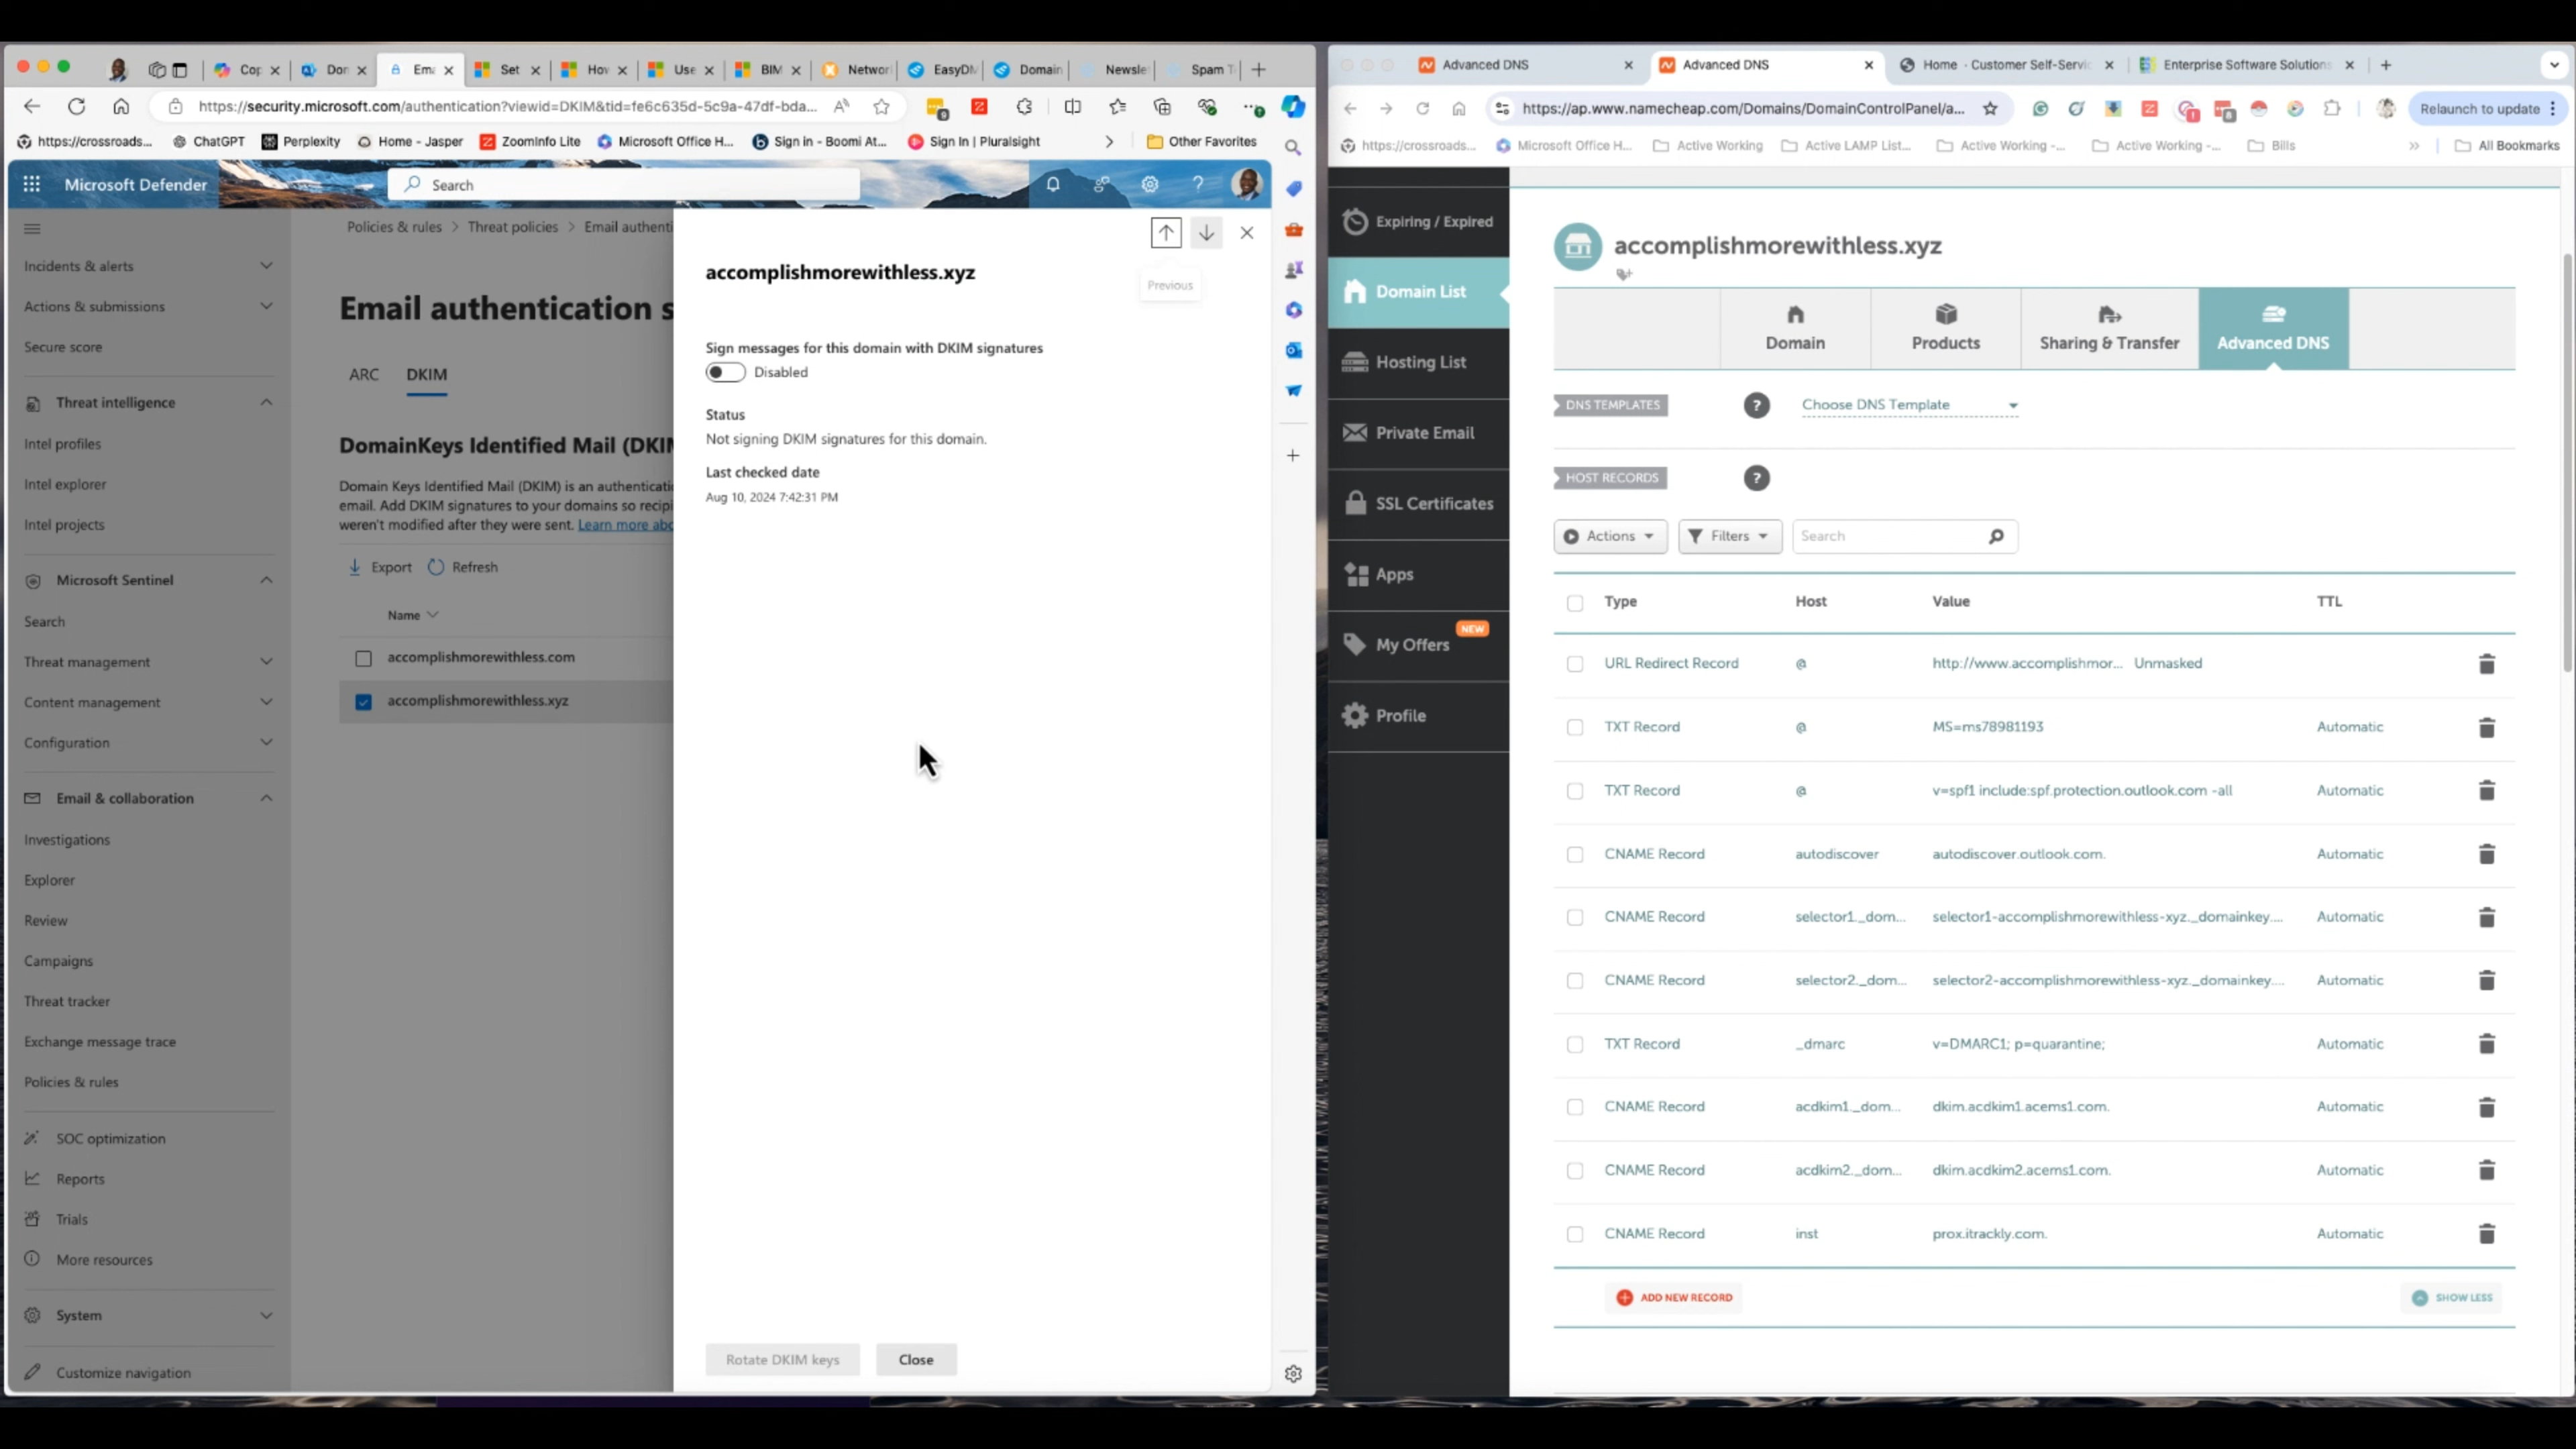 Cop
Don
Ema
Set
How
Use
BIM
Networ
EasyDM
Domain
Newsle
Spam T
https://security.microsoft.com/authentication?viewid=DKIM&tid=fe6c635d-5c9a-47df-bda...
https://crossroads...
ChatGPT
Perplexity
Home - Jasper
ZoomInfo Lite
Microsoft Office H...
Sign in - Boomi At...
Sign In | Pluralsight
Other Favorites
Microsoft Defender
Search
Incidents & alerts
Actions & submissions
Secure score
Threat intelligence
Intel profiles
Intel explorer
Intel projects
Microsoft Sentinel
Search
Threat management
Content management
Configuration
Email & collaboration
Investigations
Explorer
Review
Campaigns
Threat tracker
Exchange message trace
Policies & rules
SOC optimization
Reports
Trials
More resources
System
Customize navigation
Policies & rules > Threat policies > Email authenti
Email authentication s
ARC
DKIM
DomainKeys Identified Mail (DKIM
Domain Keys Identified Mail (DKIM) is an authenticati
email. Add DKIM signatures to your domains so recipi
weren't modified after they were sent. Learn more abo
Export
Refresh
Name
accomplishmorewithless.com
accomplishmorewithless.xyz
Previous
accomplishmorewithless.xyz
Sign messages for this domain with DKIM signatures
Disabled
Status
Not signing DKIM signatures for this domain.
Last checked date
Aug 10, 2024 7:42:31 PM
Rotate DKIM keys
Close
Advanced DNS
Advanced DNS
Home - Customer Self-Servic
Enterprise Software Solutions
https://ap.www.namecheap.com/Domains/DomainControlPanel/a...
Relaunch to update
https://crossroads...
Microsoft Office H...
Active Working
Active LAMP List...
Active Working -...
Active Working -...
Bills
All Bookmarks
Expiring / Expired
Domain List
Hosting List
Private Email
SSL Certificates
Apps
My Offers
NEW
Profile
accomplishmorewithless.xyz
Domain
Products
Sharing & Transfer
Advanced DNS
DNS TEMPLATES
?
Choose DNS Template
HOST RECORDS
?
Actions
Filters
Search
Type Host Value TTL
URL Redirect Record @ http://www.accomplishmor... Unmasked
TXT Record @ MS=ms78981193 Automatic
TXT Record @ v=spf1 include:spf.protection.outlook.com -all Automatic
CNAME Record autodiscover autodiscover.outlook.com. Automatic
CNAME Record selector1._dom... selector1-accomplishmorewithless-xyz._domainkey.... Automatic
CNAME Record selector2._dom... selector2-accomplishmorewithless-xyz._domainkey.... Automatic
TXT Record _dmarc v=DMARC1; p=quarantine; Automatic
CNAME Record acdkim1._dom... dkim.acdkim1.acems1.com. Automatic
CNAME Record acdkim2._dom... dkim.acdkim2.acems1.com. Automatic
CNAME Record inst prox.itrackly.com. Automatic
ADD NEW RECORD
SHOW LESS